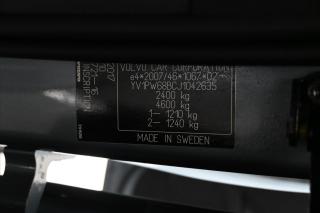 VOLVO CAR CORPORATION
e4*2007/46*1067*02
YV1PW68BCJ1042635
2400 kg
4600 kg
1– 1210 kg
2– 1240 kg
MADE IN SWEDEN
INSCRIPTION